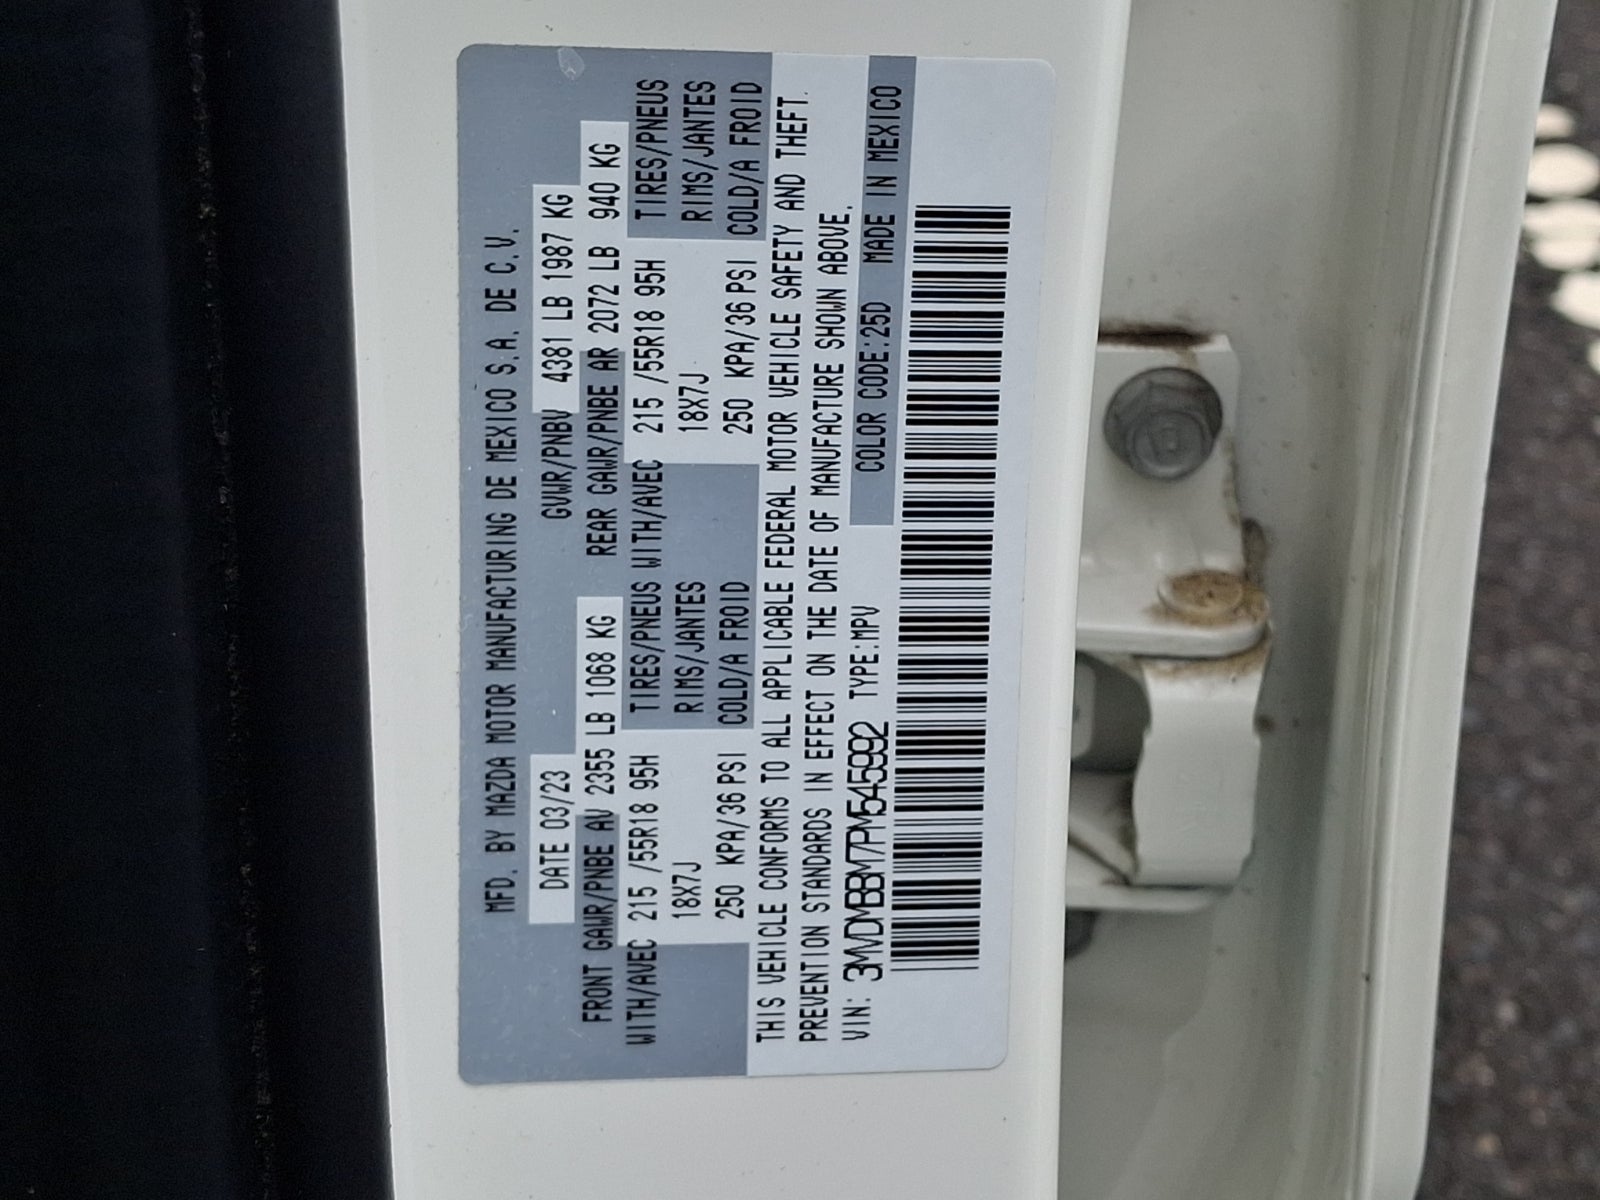 MFD. BY MAZDA MOTOR MANUFACTURING DE MEXICO S.A. DE C.V.
DATE 03/23 GVWR/PNBV 4381 LB 1987 KG
FRONT GAWR/PNBE AV 2355 LB 1068 KG REAR GAWR/PNBE AR 2072 LB 940 KG
WITH/AVEC 215 /55R18 95H TIRES/PNEUS WITH/AVEC 215 /55R18 95H TIRES/PNEUS
18X7J RIMS/JANTES 18X7J RIMS/JANTES
250 KPA/36 PSI COLD/A FROID 250 KPA/36 PSI COLD/A FROID
THIS VEHICLE CONFORMS TO ALL APPLICABLE FEDERAL MOTOR VEHICLE SAFETY AND THEFT
PREVENTION STANDARDS IN EFFECT ON THE DATE OF MANUFACTURE SHOWN ABOVE.
VIN: 3MVDMBBM7PM545992 TYPE:MPV COLOR CODE:25D MADE IN MEXICO